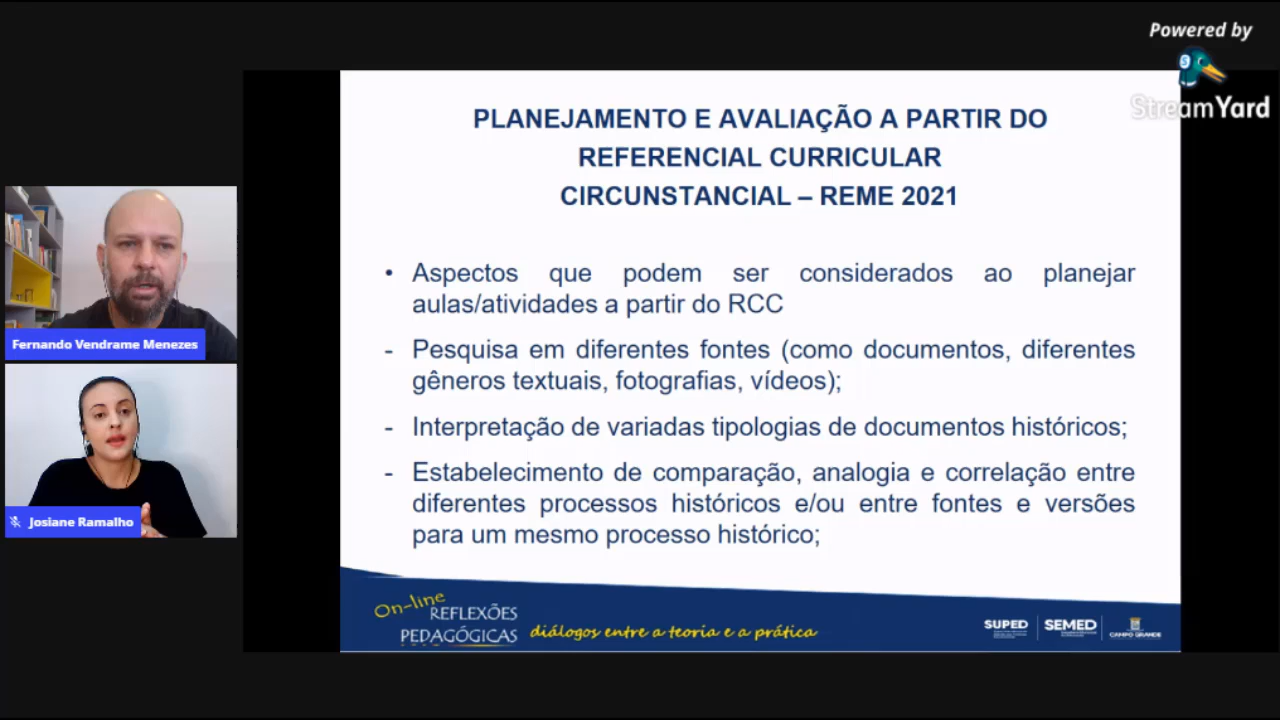 Powered by
StreamYard
PLANEJAMENTO E AVALIAÇÃO A PARTIR DO
REFERENCIAL CURRICULAR
CIRCUNSTANCIAL – REME 2021
• Aspectos que podem ser considerados ao planejar
aulas/atividades a partir do RCC
- Pesquisa em diferentes fontes (como documentos, diferentes
gêneros textuais, fotografias, vídeos);
- Interpretação de variadas tipologias de documentos históricos;
- Estabelecimento de comparação, analogia e correlação entre
diferentes processos históricos e/ou entre fontes e versões
para um mesmo processo histórico;
Fernando Vendrame Menezes
Josiane Ramalho
On-line
REFLEXÕES
PEDAGÓGICAS
diálogos entre a teoria e a prática
SUPED
SEMED
CAMPO GRANDE